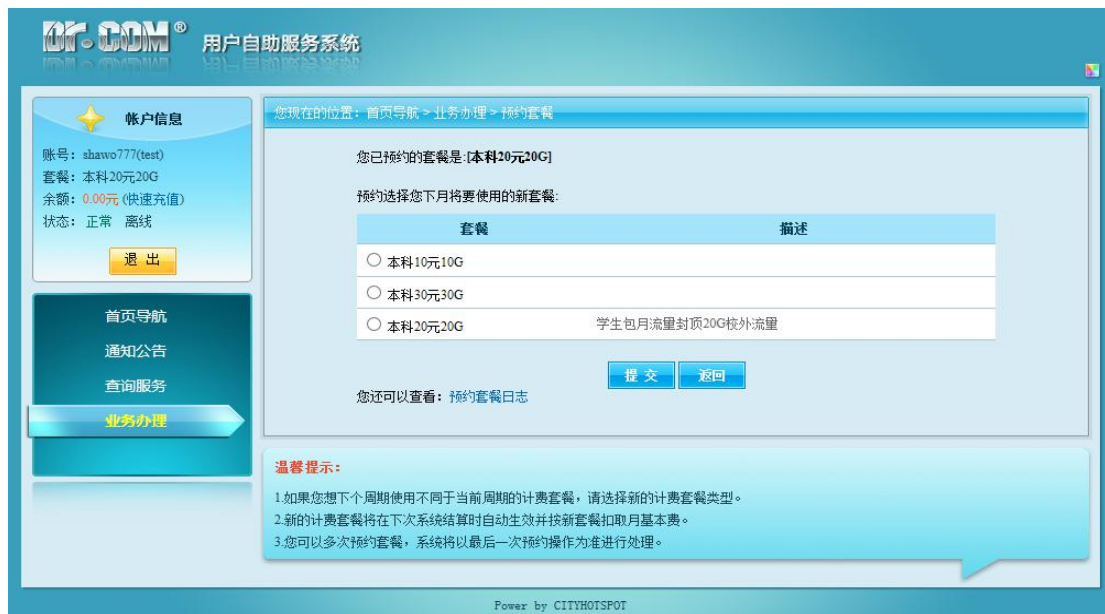 Dr.COM® 用户自助服务系统
帐户信息
账号：shawo777(test)
套餐：本科20元20G
余额：0.00元 (快速充值)
状态：正常 离线
退 出
首页导航
通知公告
查询服务
业务办理
您现在的位置：首页导航 > 业务办理 > 预约套餐
您已预约的套餐是:[本科20元20G]
预约选择您下月将要使用的新套餐:
套餐 描述
本科10元10G
本科30元30G
本科20元20G 学生包月流量封顶20G校外流量
提 交 返回
您还可以查看：预约套餐日志
温馨提示：
1.如果您想下个周期使用不同于当前周期的计费套餐，请选择新的计费套餐类型。
2.新的计费套餐将在下次系统结算时自动生效并按新套餐扣取月基本费。
3.您可以多次预约套餐，系统将以最后一次预约操作为准进行处理。
Power by CITYHOTSPOT